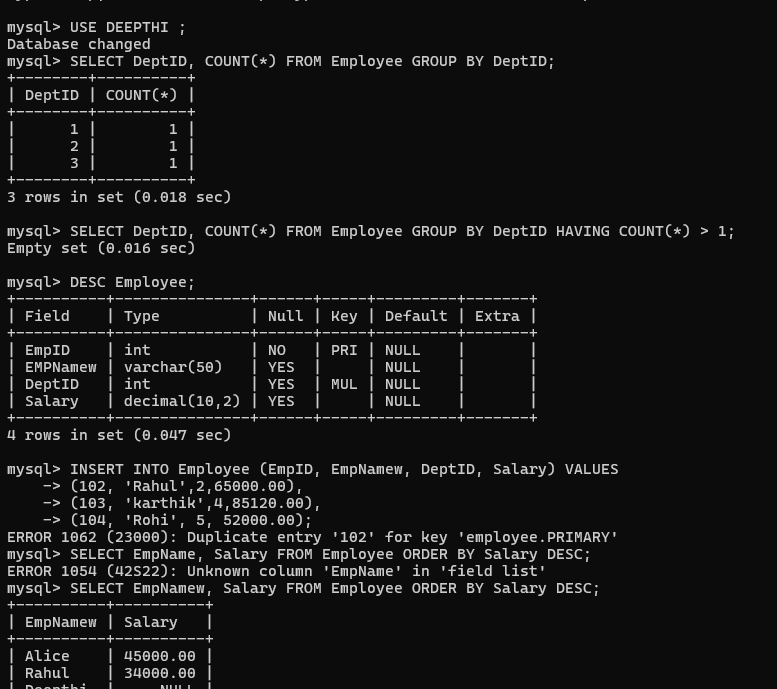 mysql> USE DEEPTHI ;
Database changed
mysql> SELECT DeptID, COUNT(*) FROM Employee GROUP BY DeptID;
+--------+----------+
| DeptID | COUNT(*) |
+--------+----------+
|      1 |        1 |
|      2 |        1 |
|      3 |        1 |
+--------+----------+
3 rows in set (0.018 sec)

mysql> SELECT DeptID, COUNT(*) FROM Employee GROUP BY DeptID HAVING COUNT(*) > 1;
Empty set (0.016 sec)

mysql> DESC Employee;
+----------+---------------+------+-----+---------+-------+
| Field    | Type          | Null | Key | Default | Extra |
+----------+---------------+------+-----+---------+-------+
| EmpID    | int           | NO   | PRI | NULL    |       |
| EMPNamew | varchar(50)   | YES  |     | NULL    |       |
| DeptID   | int           | YES  | MUL | NULL    |       |
| Salary   | decimal(10,2) | YES  |     | NULL    |       |
+----------+---------------+------+-----+---------+-------+
4 rows in set (0.047 sec)

mysql> INSERT INTO Employee (EmpID, EmpNamew, DeptID, Salary) VALUES
    -> (102, 'Rahul',2,65000.00),
    -> (103, 'karthik',4,85120.00),
    -> (104, 'Rohi', 5, 52000.00);
ERROR 1062 (23000): Duplicate entry '102' for key 'employee.PRIMARY'
mysql> SELECT EmpName, Salary FROM Employee ORDER BY Salary DESC;
ERROR 1054 (42S22): Unknown column 'EmpName' in 'field list'
mysql> SELECT EmpNamew, Salary FROM Employee ORDER BY Salary DESC;
+----------+----------+
| EmpNamew | Salary   |
+----------+----------+
| Alice    | 45000.00 |
| Rahul    | 34000.00 |
| Deepthi  |     NULL |